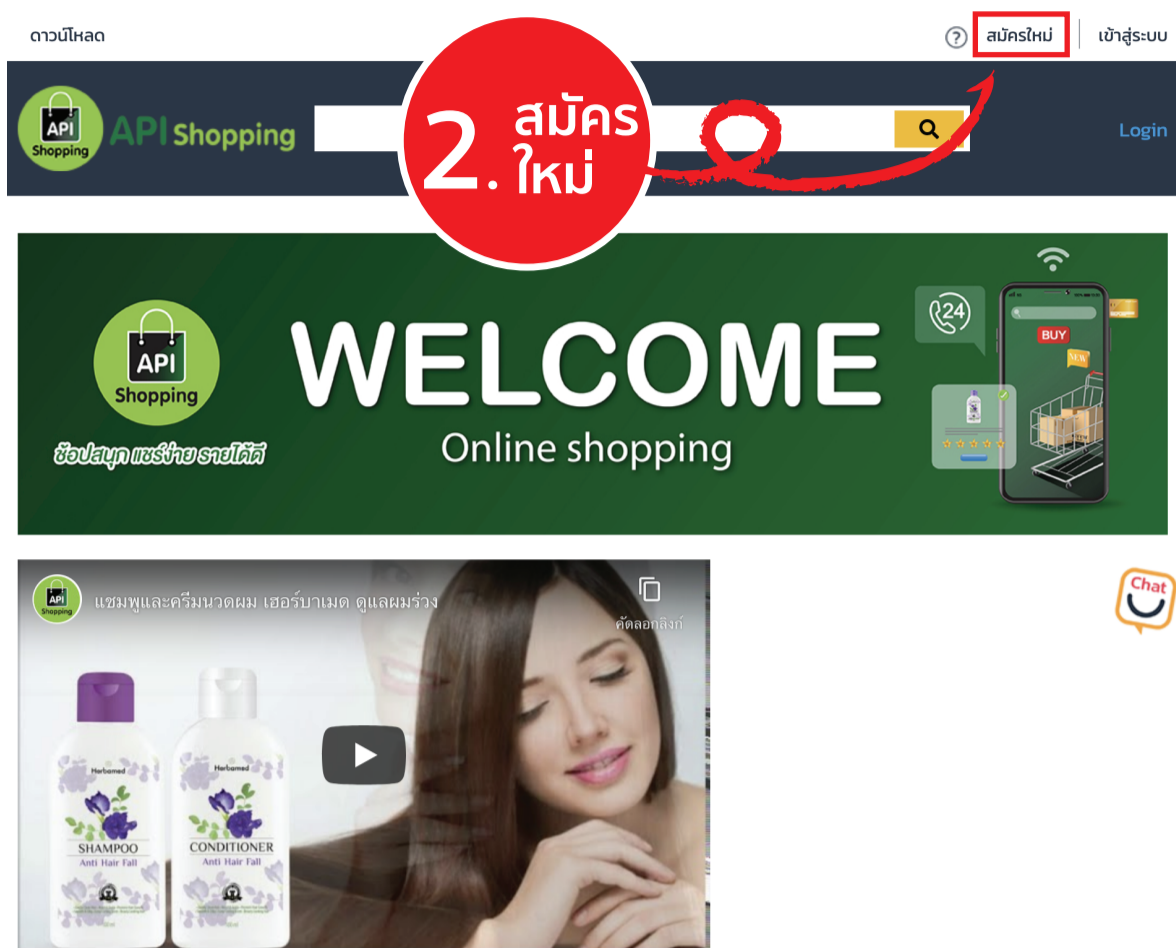 ดาวน์โหลด
?
สมัครใหม่
เข้าสู่ระบบ
API
Shopping
API Shopping
2. สมัคร
ใหม่
Login
API
Shopping
ช้อปสนุก แชร์ง่าย รายได้ดี
WELCOME
Online shopping
24
BUY
NEW
API
Shopping
แชมพูและครีมนวดผม เฮอร์บาเมด ดูแลผมร่วง
คัดลอกลิงก์
Chat
Herbamed
SHAMPOO
Anti Hair Fall
Herbamed
CONDITIONER
Anti Hair Fall